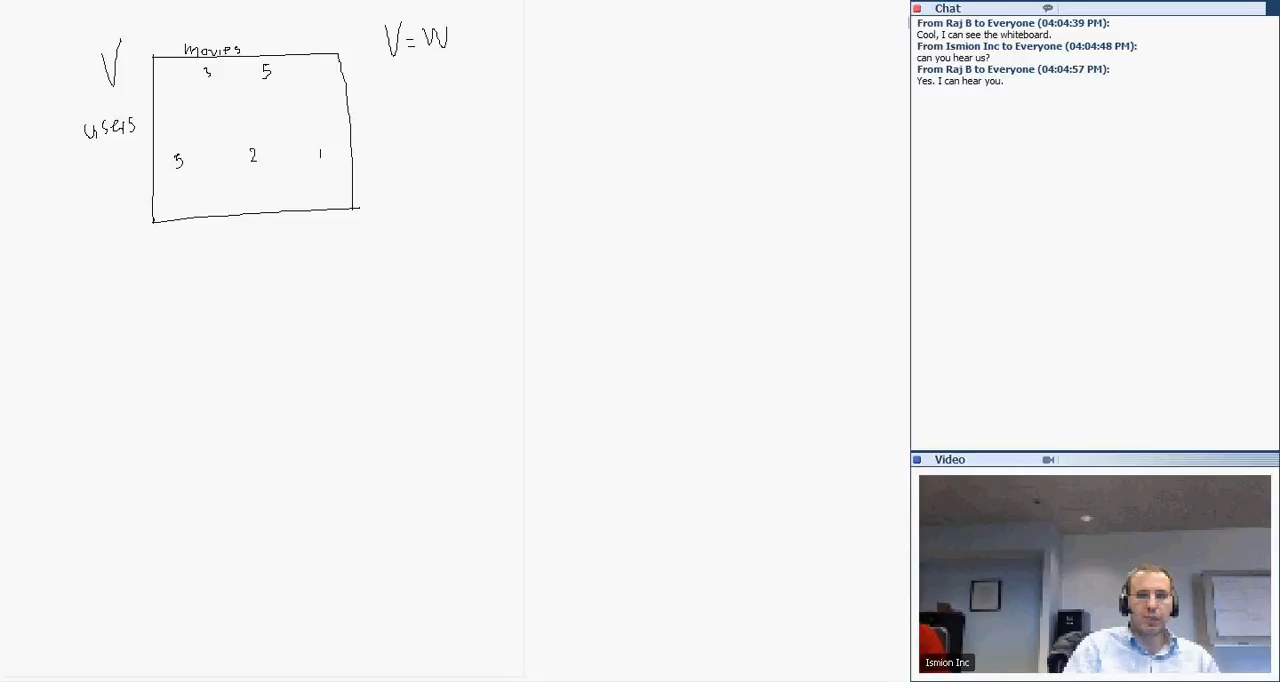 V
movies
3 5
users
5 2 1
V = W
Chat
From Raj B to Everyone (04:04:39 PM):
Cool, I can see the whiteboard.
From Ismion Inc to Everyone (04:04:48 PM):
can you hear us?
From Raj B to Everyone (04:04:57 PM):
Yes. I can hear you.
Video
Ismion Inc